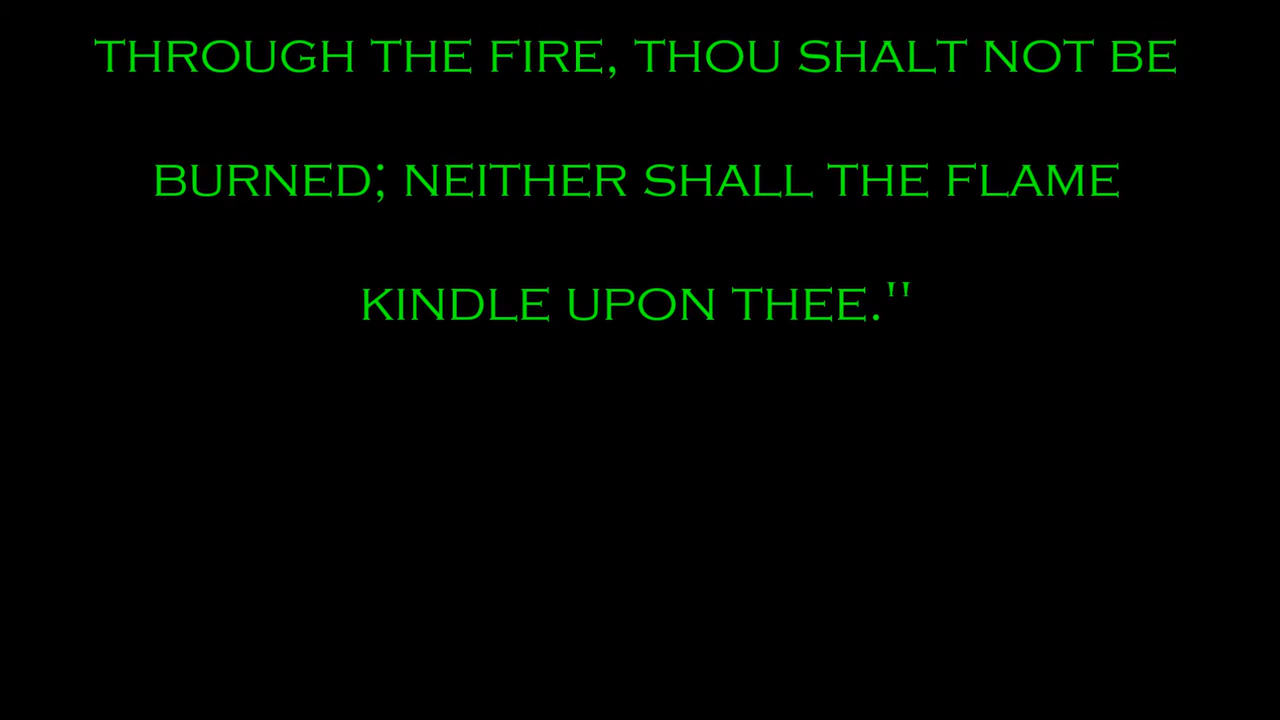 THROUGH THE FIRE, THOU SHALT NOT BE
BURNED; NEITHER SHALL THE FLAME
KINDLE UPON THEE."